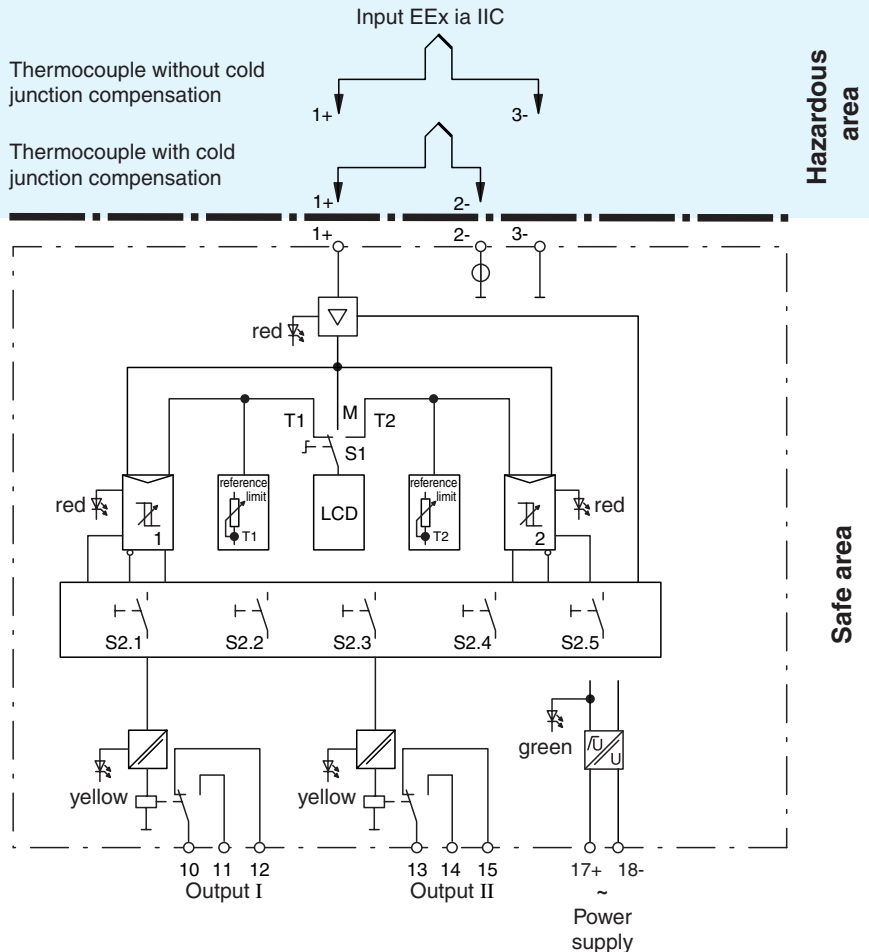 Input EEx ia IIC
Thermocouple without cold
junction compensation
1+ 3-
Thermocouple with cold
junction compensation
1+ 2-
Hazardous
area
1+ 2- 3-
red
T1 M T2
S1
reference
limit
T1
LCD
reference
limit
T2
red
1
2
red
S2.1 S2.2 S2.3 S2.4 S2.5
Safe area
yellow
yellow
green
U
U
10 11 12
Output I
13 14 15
Output II
17+ 18-
~
Power
supply